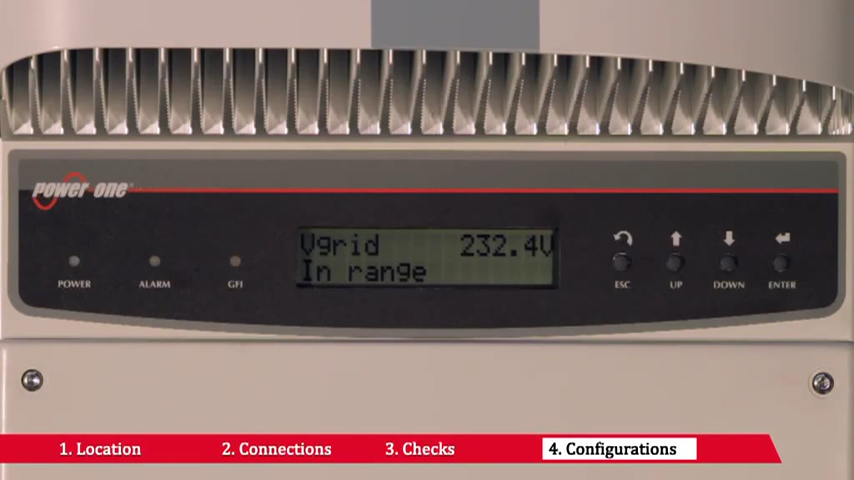 power-one
Vgrid 232.4V
In range
POWER ALARM GFI
ESC UP DOWN ENTER
1. Location 2. Connections 3. Checks 4. Configurations